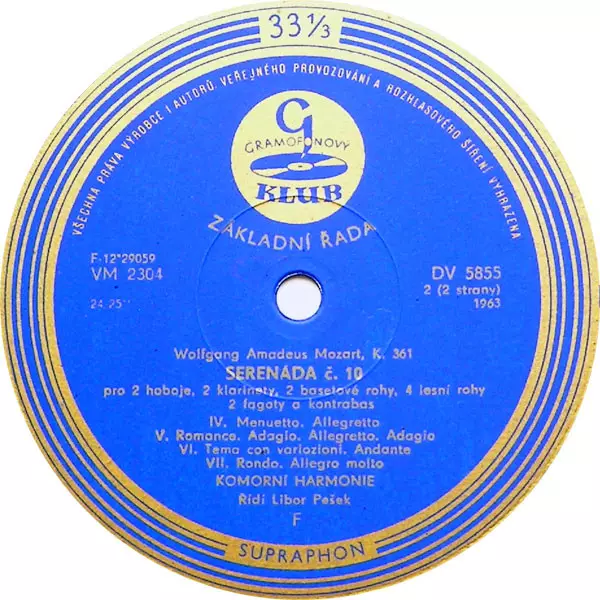 33⅓
VŠECHNA PRÁVA VÝROBCE I AUTORŮ VEŘEJNÉHO PROVOZOVÁNÍ A ROZHLASOVÉHO ŠÍŘENÍ VYHRAZENA
G
GRAMOFONOVÝ
KLUB
ZÁKLADNÍ ŘADA
F-12"29059
VM 2304
24.25"
DV 5855
2 (2 strany)
1963
Wolfgang Amadeus Mozart, K. 361
SERENÁDA č. 10
pro 2 hoboje, 2 klarinety, 2 basetové rohy, 4 lesní rohy
2 fagoty a kontrabas
IV. Menuetto. Allegretto
V. Romance. Adagio. Allegretto. Adagio
VI. Tema con variozioni. Andante
VII. Rondo. Allegro molto
KOMORNÍ HARMONIE
Řídí Libor Pešek
F
SUPRAPHON